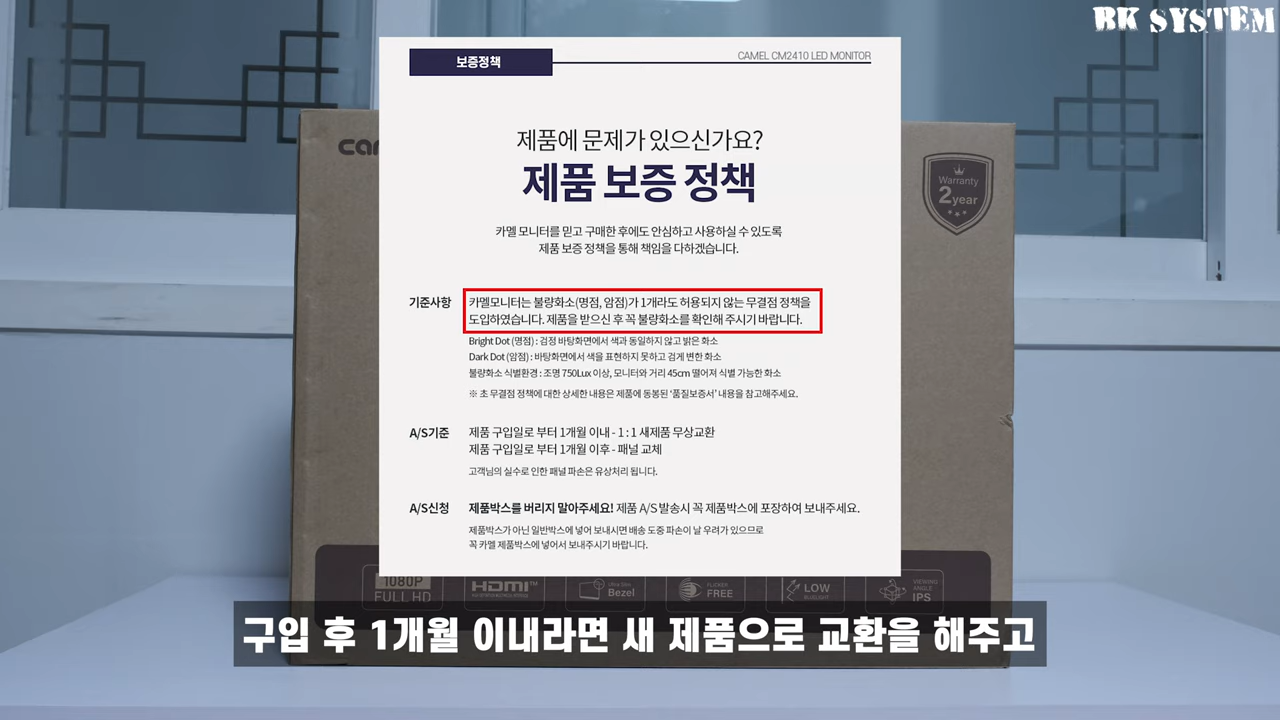 BK SYSTEM
보증정책
CAMEL CM2410 LED MONITOR
제품에 문제가 있으신가요?
제품 보증 정책
카멜 모니터를 믿고 구매한 후에도 안심하고 사용하실 수 있도록
제품 보증 정책을 통해 책임을 다하겠습니다.
기준사항
카멜모니터는 불량화소(명점, 암점)가 1개라도 허용되지 않는 무결점 정책을
도입하였습니다. 제품을 받으신 후 꼭 불량화소를 확인해 주시기 바랍니다.
Bright Dot (명점) : 검정 바탕화면에서 색과 동일하지 않고 밝은 화소
Dark Dot (암점) : 바탕화면에서 색을 표현하지 못하고 검게 변한 화소
불량화소 식별환경 : 조명 750Lux 이상, 모니터와 거리 45cm 떨어져 식별 가능한 화소
※ 초 무결점 정책에 대한 상세한 내용은 제품에 동봉된 ‘품질보증서’ 내용을 참고해주세요.
A/S기준
제품 구입일로 부터 1개월 이내 - 1 : 1 새제품 무상교환
제품 구입일로 부터 1개월 이후 - 패널 교체
고객님의 실수로 인한 패널 파손은 유상처리 됩니다.
A/S신청
제품박스를 버리지 말아주세요! 제품 A/S 발송시 꼭 제품박스에 포장하여 보내주세요.
제품박스가 아닌 일반박스에 넣어 보내시면 배송 도중 파손이 날 우려가 있으므로
꼭 카멜 제품박스에 넣어서 보내주시기 바랍니다.
Warranty
2year
1080P
FULL HD
HDMI™
Ultra Slim
Bezel
FLICKER
FREE
LOW
BLUELIGHT
VIEWING
ANGLE
IPS
구입 후 1개월 이내라면 새 제품으로 교환을 해주고